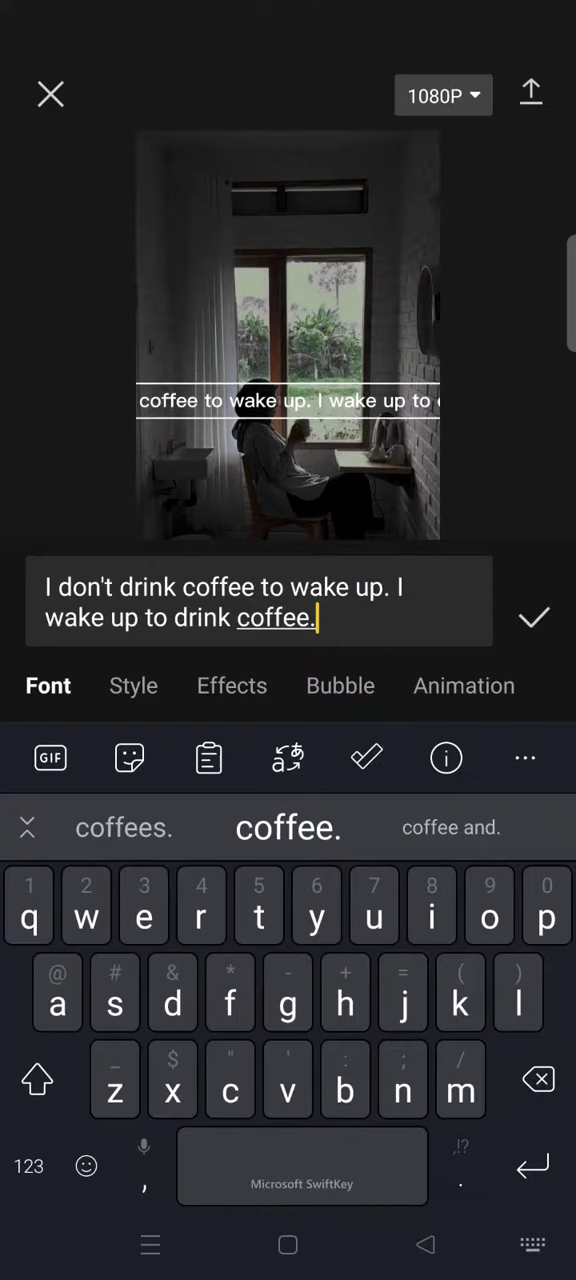 1080P
coffee to wake up. I wake up to
I don't drink coffee to wake up. I
wake up to drink coffee.
Font Style Effects Bubble Animation
GIF
coffees. coffee. coffee and.
1 2 3 4 5 6 7 8 9 0
q w e r t y u i o p
@ # & * - + = ( )
a s d f g h j k l
_ $ " ' : ; /
z x c v b n m
,!?
123 , Microsoft SwiftKey .